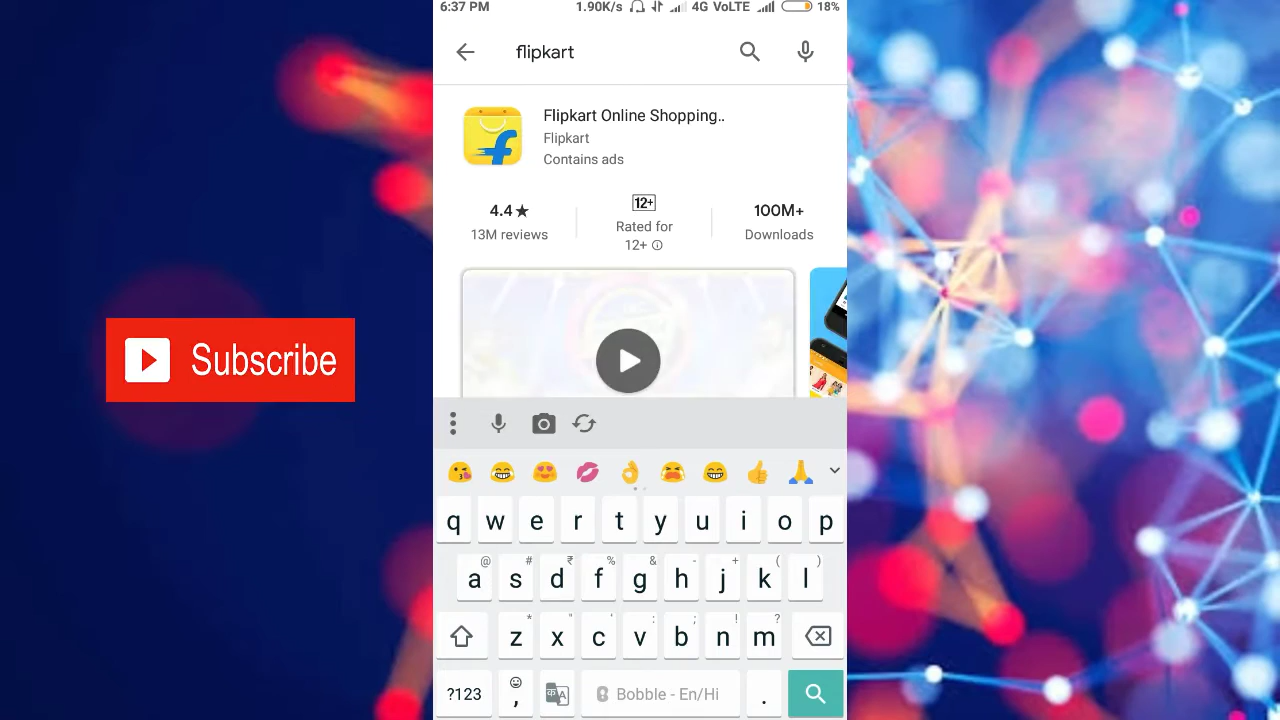 6:37 PM 1.90K/s 4G VoLTE 18%
flipkart
Flipkart Online Shopping..
Flipkart
Contains ads
4.4★ 12+ 100M+
13M reviews Rated for 12+ Downloads
Subscribe
q w e r t y u i o p
@ # ₹ % & - + ( )
a s d f g h j k l
* " ' : ; ! ?
z x c v b n m
?123 , कA Bobble - En/Hi .